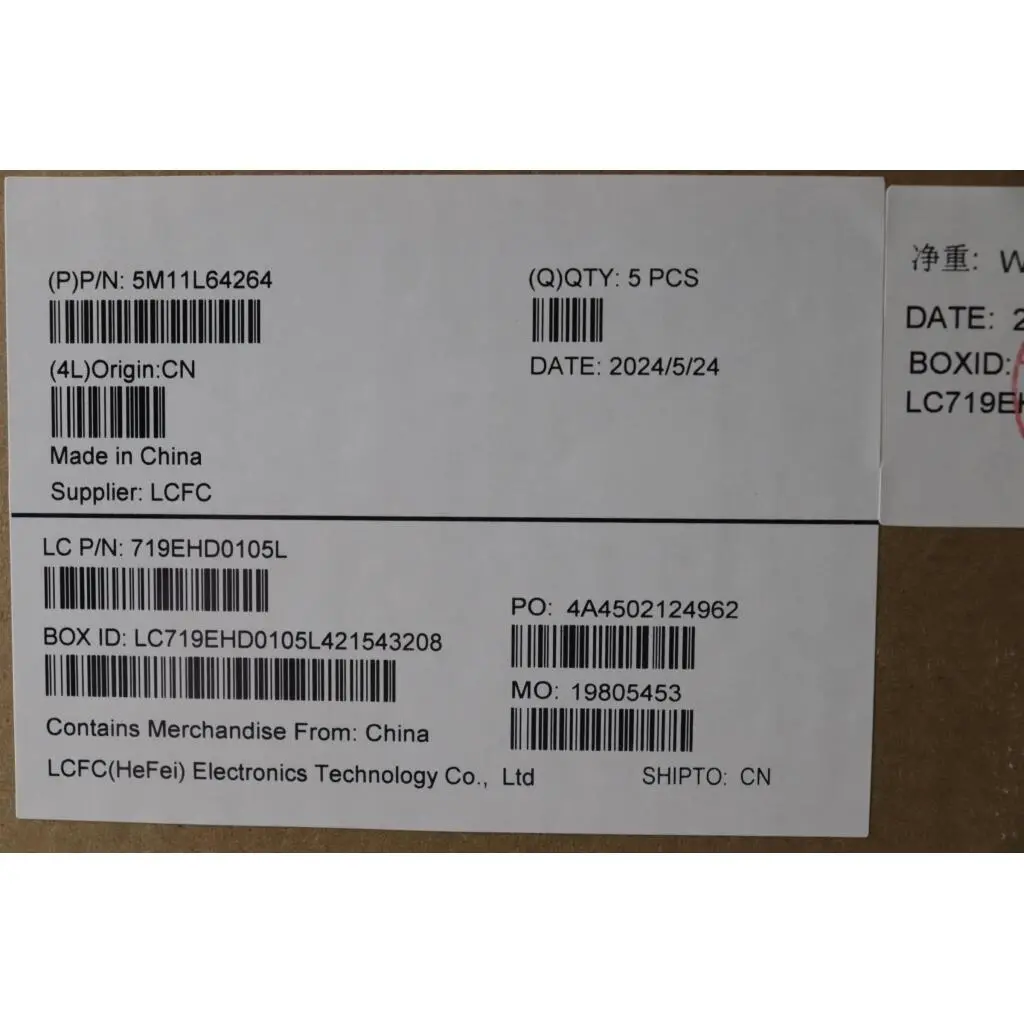 (P)P/N: 5M11L64264
(Q)QTY: 5 PCS
(4L)Origin:CN
DATE: 2024/5/24
Made in China
Supplier: LCFC
LC P/N: 719EHD0105L
PO: 4A4502124962
BOX ID: LC719EHD0105L421543208
MO: 19805453
Contains Merchandise From: China
LCFC(HeFei) Electronics Technology Co., Ltd
SHIPTO: CN
净重: W
DATE: 2
BOXID:
LC719EH